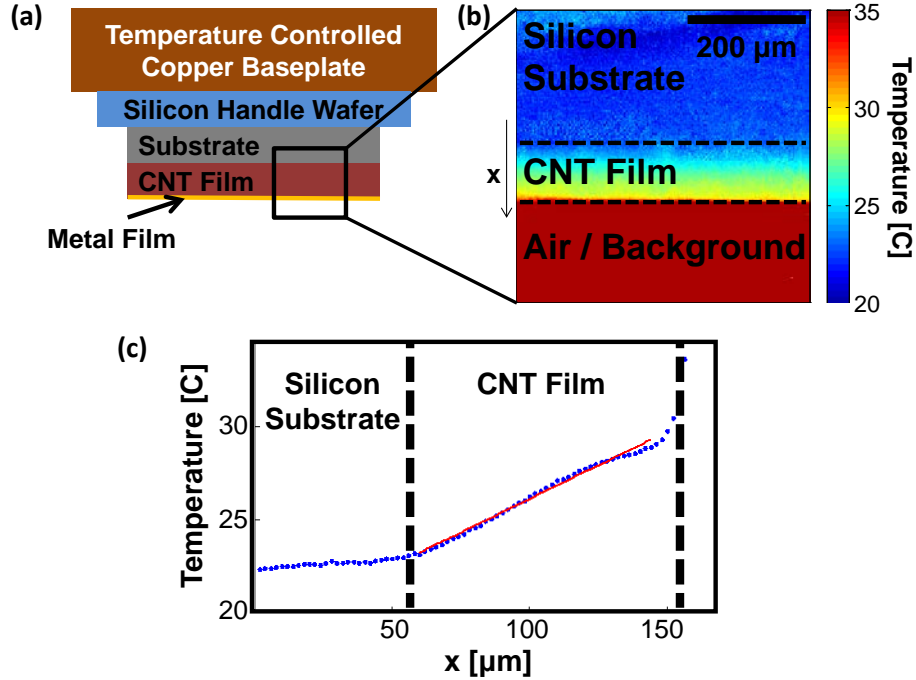 (a)
Temperature Controlled
Copper Baseplate
Silicon Handle Wafer
Substrate
CNT Film
Metal Film
(b)
Silicon
Substrate
200 µm
x
CNT Film
Air / Background
35
30
25
20
Temperature [C]
(c)
Silicon
Substrate
CNT Film
Temperature [C]
30
25
20
50
100
150
x [µm]